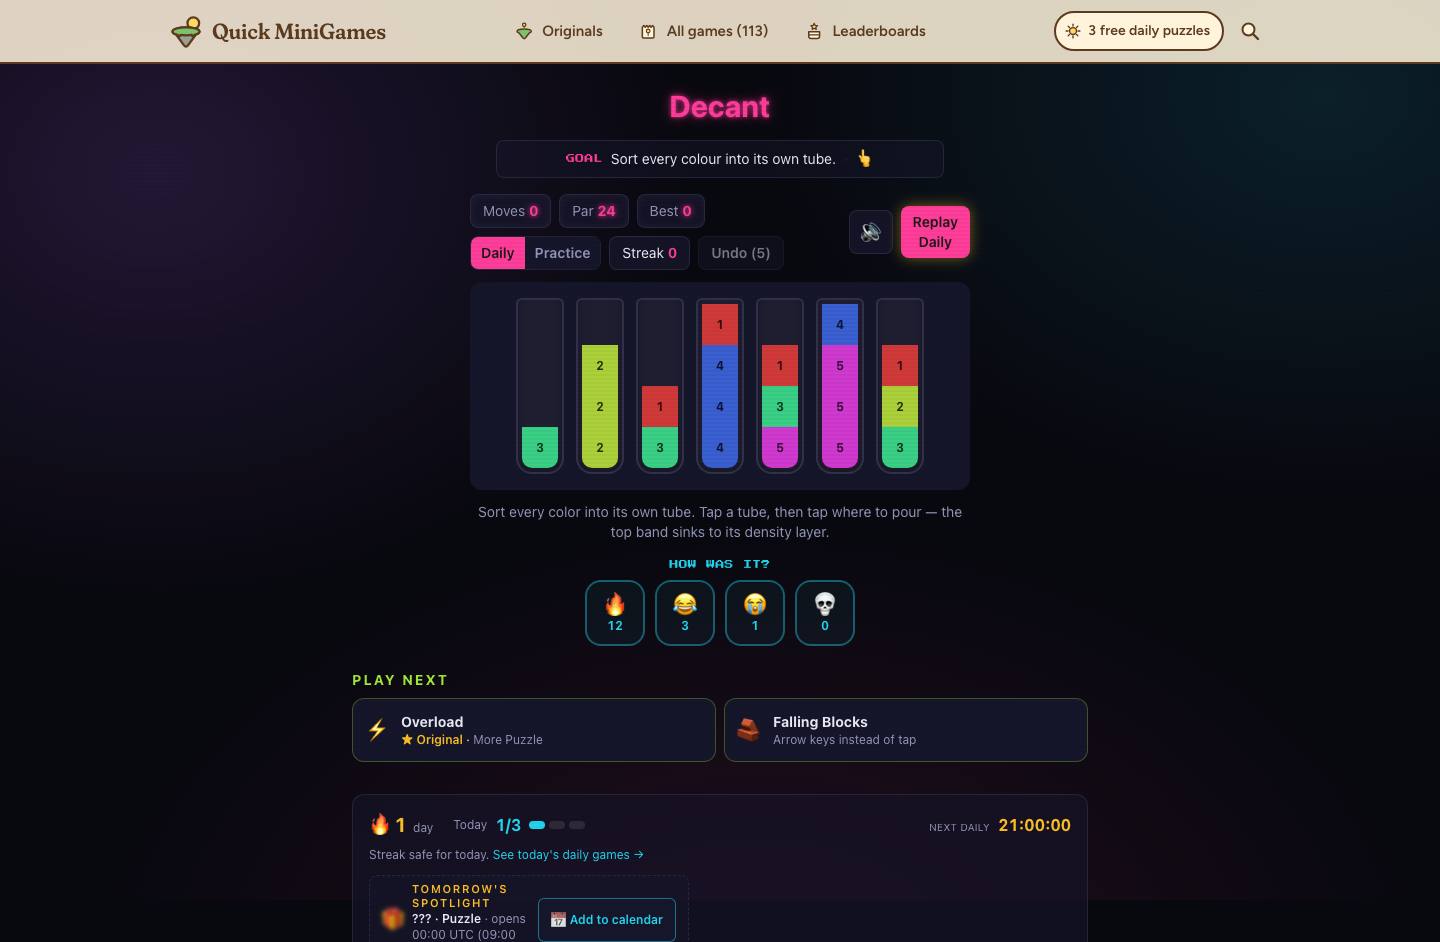 Quick MiniGames
Originals
All games (113)
Leaderboards
3 free daily puzzles
Decant
GOAL Sort every colour into its own tube.
Moves 0
Par 24
Best 0
Daily
Practice
Streak 0
Undo (5)
Replay
Daily
1 4
2 4 1 5 1
2 1 4 3 5 2
3 2 3 4 5 5 3
Sort every color into its own tube. Tap a tube, then tap where to pour — the
top band sinks to its density layer.
HOW WAS IT?
12
3
1
0
PLAY NEXT
Overload
Original · More Puzzle
Falling Blocks
Arrow keys instead of tap
1 day
Today 1/3
NEXT DAILY 21:00:00
Streak safe for today. See today's daily games →
TOMORROW'S
SPOTLIGHT
??? · Puzzle · opens
00:00 UTC (09:00
Add to calendar